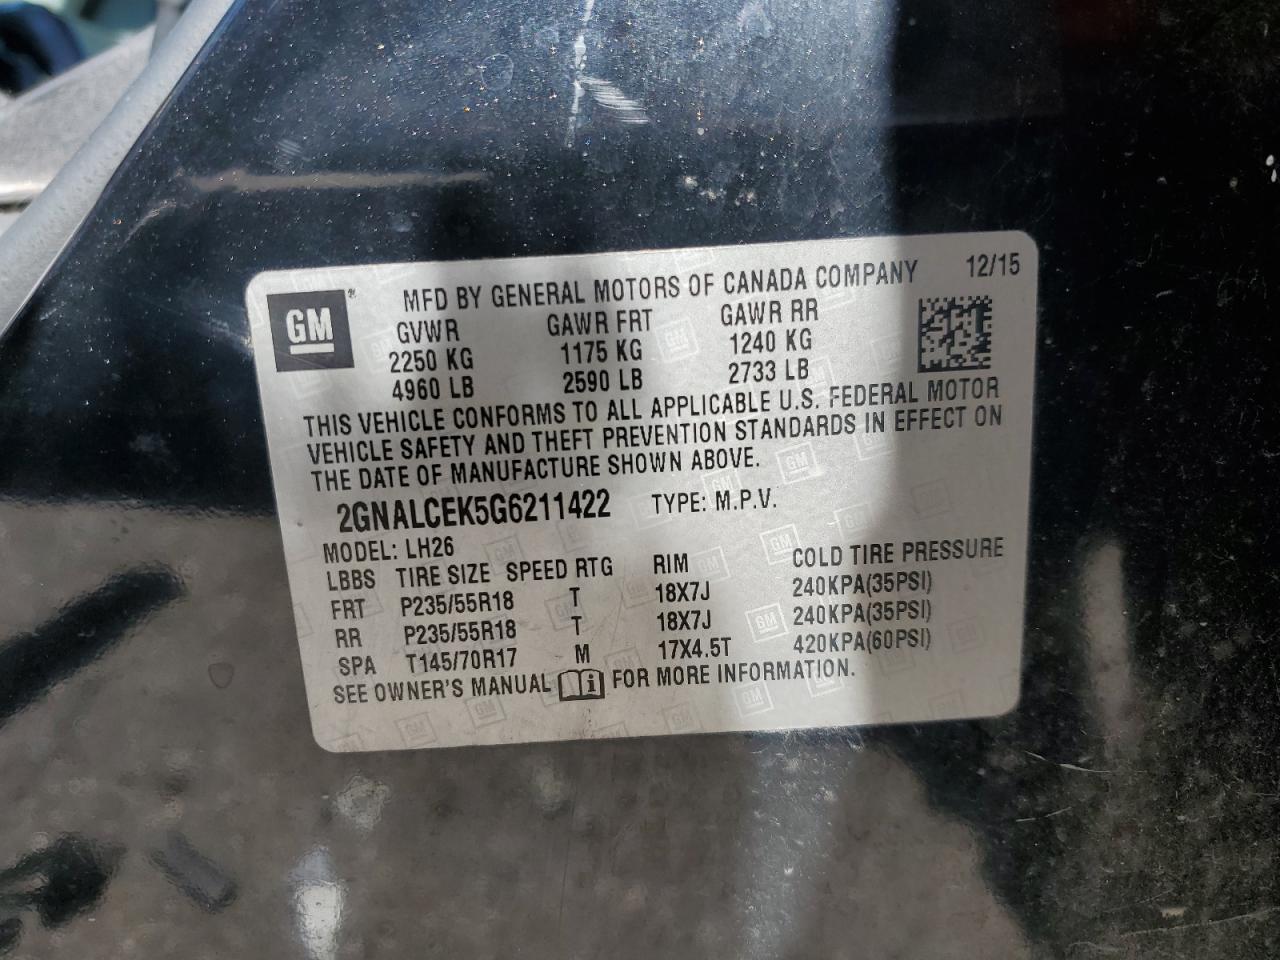 GM
®
MFD BY GENERAL MOTORS OF CANADA COMPANY 12/15
GVWR GAWR FRT GAWR RR
2250 KG 1175 KG 1240 KG
4960 LB 2590 LB 2733 LB
THIS VEHICLE CONFORMS TO ALL APPLICABLE U.S. FEDERAL MOTOR
VEHICLE SAFETY AND THEFT PREVENTION STANDARDS IN EFFECT ON
THE DATE OF MANUFACTURE SHOWN ABOVE.
2GNALCEK5G6211422 TYPE: M.P.V.
MODEL: LH26
LBBS TIRE SIZE SPEED RTG RIM COLD TIRE PRESSURE
FRT P235/55R18 T 18X7J 240KPA(35PSI)
RR P235/55R18 T 18X7J 240KPA(35PSI)
SPA T145/70R17 M 17X4.5T 420KPA(60PSI)
SEE OWNER'S MANUAL i FOR MORE INFORMATION.